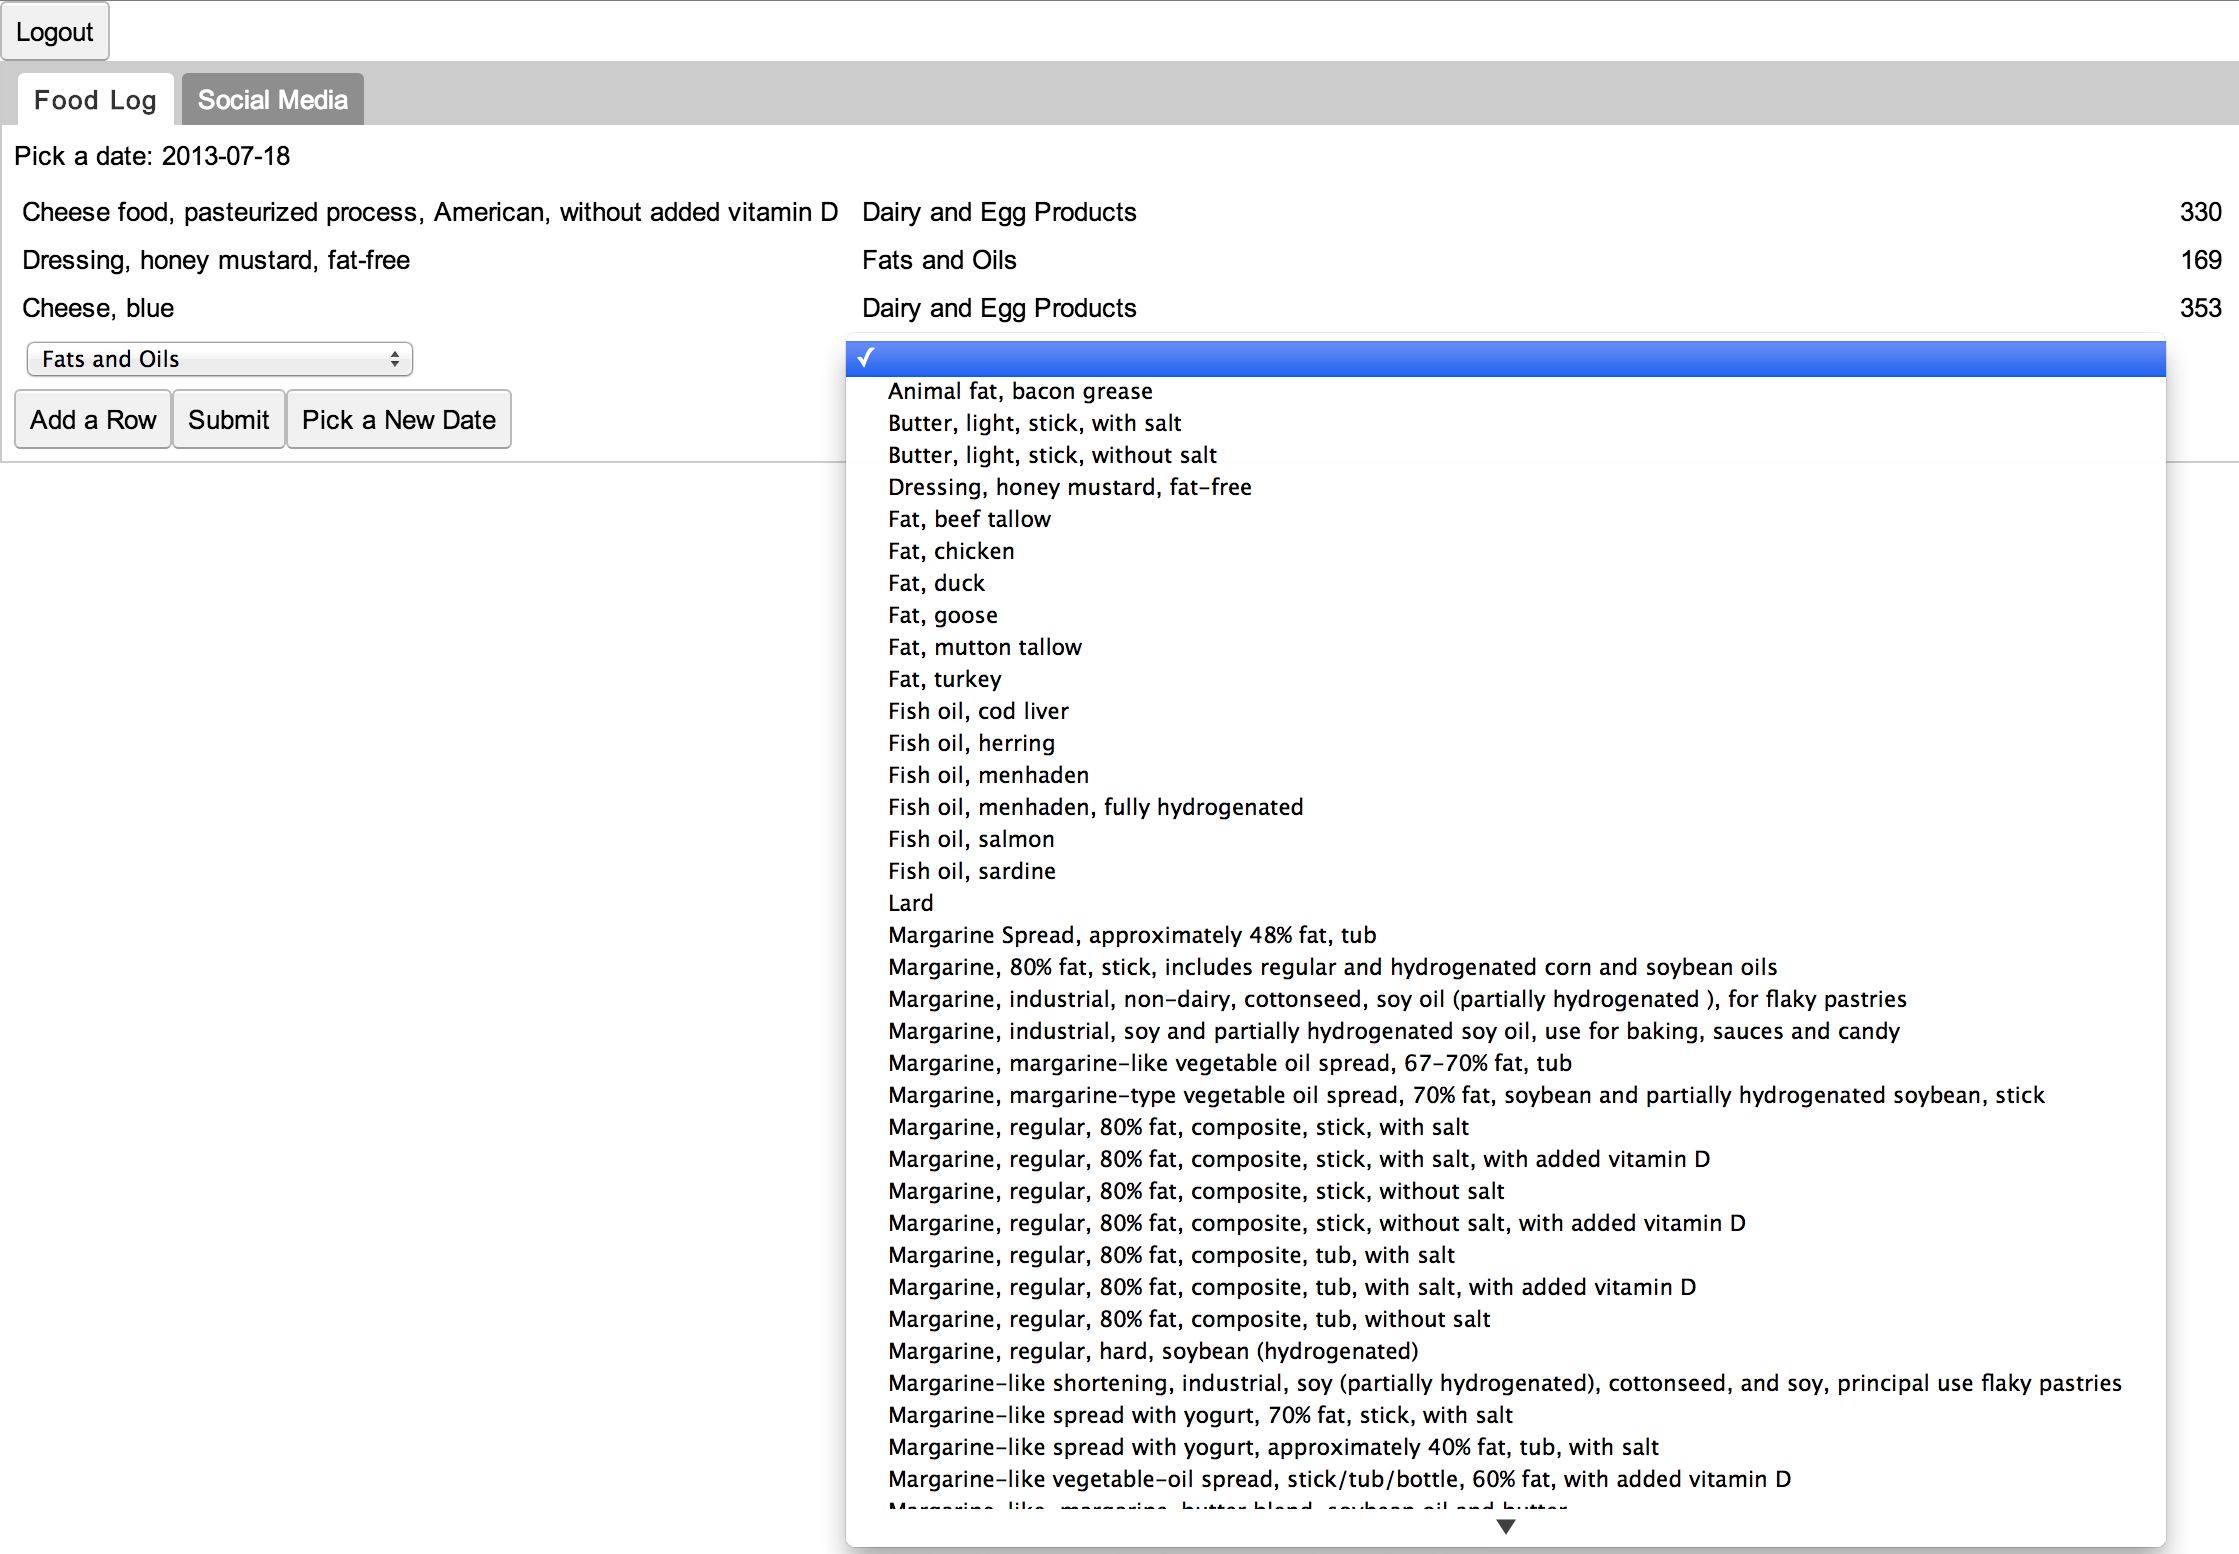 Logout
Food Log Social Media
Pick a date: 2013-07-18
Cheese food, pasteurized process, American, without added vitamin D Dairy and Egg Products 330
Dressing, honey mustard, fat-free Fats and Oils 169
Cheese, blue Dairy and Egg Products 353
Fats and Oils
Add a Row Submit Pick a New Date
Animal fat, bacon grease
Butter, light, stick, with salt
Butter, light, stick, without salt
Dressing, honey mustard, fat-free
Fat, beef tallow
Fat, chicken
Fat, duck
Fat, goose
Fat, mutton tallow
Fat, turkey
Fish oil, cod liver
Fish oil, herring
Fish oil, menhaden
Fish oil, menhaden, fully hydrogenated
Fish oil, salmon
Fish oil, sardine
Lard
Margarine Spread, approximately 48% fat, tub
Margarine, 80% fat, stick, includes regular and hydrogenated corn and soybean oils
Margarine, industrial, non-dairy, cottonseed, soy oil (partially hydrogenated ), for flaky pastries
Margarine, industrial, soy and partially hydrogenated soy oil, use for baking, sauces and candy
Margarine, margarine-like vegetable oil spread, 67-70% fat, tub
Margarine, margarine-type vegetable oil spread, 70% fat, soybean and partially hydrogenated soybean, stick
Margarine, regular, 80% fat, composite, stick, with salt
Margarine, regular, 80% fat, composite, stick, with salt, with added vitamin D
Margarine, regular, 80% fat, composite, stick, without salt
Margarine, regular, 80% fat, composite, stick, without salt, with added vitamin D
Margarine, regular, 80% fat, composite, tub, with salt
Margarine, regular, 80% fat, composite, tub, with salt, with added vitamin D
Margarine, regular, 80% fat, composite, tub, without salt
Margarine, regular, hard, soybean (hydrogenated)
Margarine-like shortening, industrial, soy (partially hydrogenated), cottonseed, and soy, principal use flaky pastries
Margarine-like spread with yogurt, 70% fat, stick, with salt
Margarine-like spread with yogurt, approximately 40% fat, tub, with salt
Margarine-like vegetable-oil spread, stick/tub/bottle, 60% fat, with added vitamin D